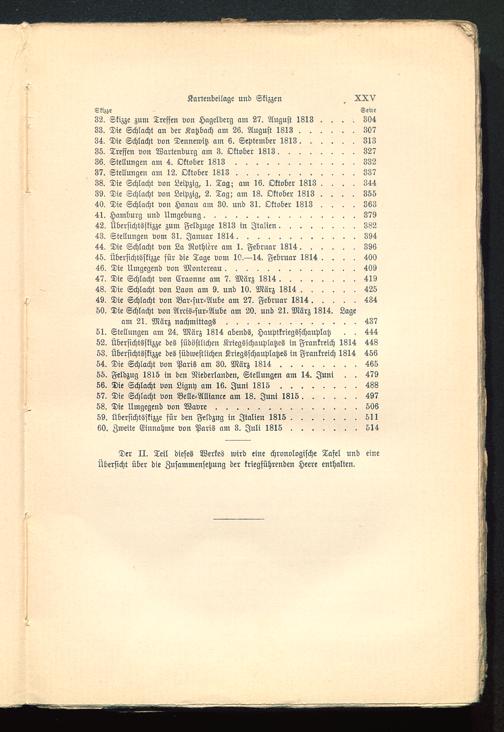 Kartenbeilage und Skizzen XXV
Skizze Seite
32. Skizze zum Treffen von Hagelberg am 27. August 1813 . . . . 304
33. Die Schlacht an der Katzbach am 26. August 1813 . . . . . 307
34. Die Schlacht von Dennewitz am 6. September 1813 . . . . . 313
35. Treffen von Wartenburg am 3. Oktober 1813 . . . . . . . 327
36. Stellungen am 4. Oktober 1813 . . . . . . . . . . 332
37. Stellungen am 12. Oktober 1813 . . . . . . . . . . 337
38. Die Schlacht von Leipzig, 1. Tag; am 16. Oktober 1813 . . . . 344
39. Die Schlacht von Leipzig, 2. Tag; am 18. Oktober 1813 . . . . 355
40. Die Schlacht von Hanau am 30. und 31. Oktober 1813 . . . . 363
41. Hamburg und Umgebung . . . . . . . . . . . . 379
42. Übersichtsskizze zum Feldzuge 1813 in Italien . . . . . . . 382
43. Stellungen vom 31. Januar 1814 . . . . . . . . . . 394
44. Die Schlacht von La Rothière am 1. Februar 1814 . . . . . 396
45. Übersichtsskizze für die Tage vom 10.—14. Februar 1814 . . . . 400
46. Die Umgegend von Montereau . . . . . . . . . . . 409
47. Die Schlacht von Craonne am 7. März 1814 . . . . . . . 419
48. Die Schlacht von Laon am 9. und 10. März 1814 . . . . . . 425
49. Die Schlacht von Bar-sur-Aube am 27. Februar 1814 . . . . . 434
50. Die Schlacht von Arcis-sur-Aube am 20. und 21. März 1814. Lage
am 21. März nachmittags . . . . . . . . . . . 437
51. Stellungen am 24. März 1814 abends, Hauptkriegsschauplatz . . 444
52. Übersichtsskizze des südöstlichen Kriegsschauplatzes in Frankreich 1814 448
53. Übersichtsskizze des südwestlichen Kriegsschauplatzes in Frankreich 1814 456
54. Die Schlacht von Paris am 30. März 1814 . . . . . . . 465
55. Feldzug 1815 in den Niederlanden, Stellungen am 14. Juni . . 479
56. Die Schlacht von Ligny am 16. Juni 1815 . . . . . . . 488
57. Die Schlacht von Belle-Alliance am 18. Juni 1815 . . . . . 497
58. Die Umgegend von Wavre . . . . . . . . . . . . 506
59. Übersichtsskizze für den Feldzug in Italien 1815 . . . . . . 511
60. Zweite Einnahme von Paris am 3. Juli 1815 . . . . . . . 514
Der II. Teil dieses Werkes wird eine chronologische Tafel und eine
Übersicht über die Zusammensetzung der kriegführenden Heere enthalten.